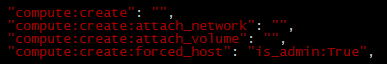 "compute:create": "",
"compute:create:attach_network": "",
"compute:create:attach_volume": "",
"compute:create:forced_host": "is_admin:True",